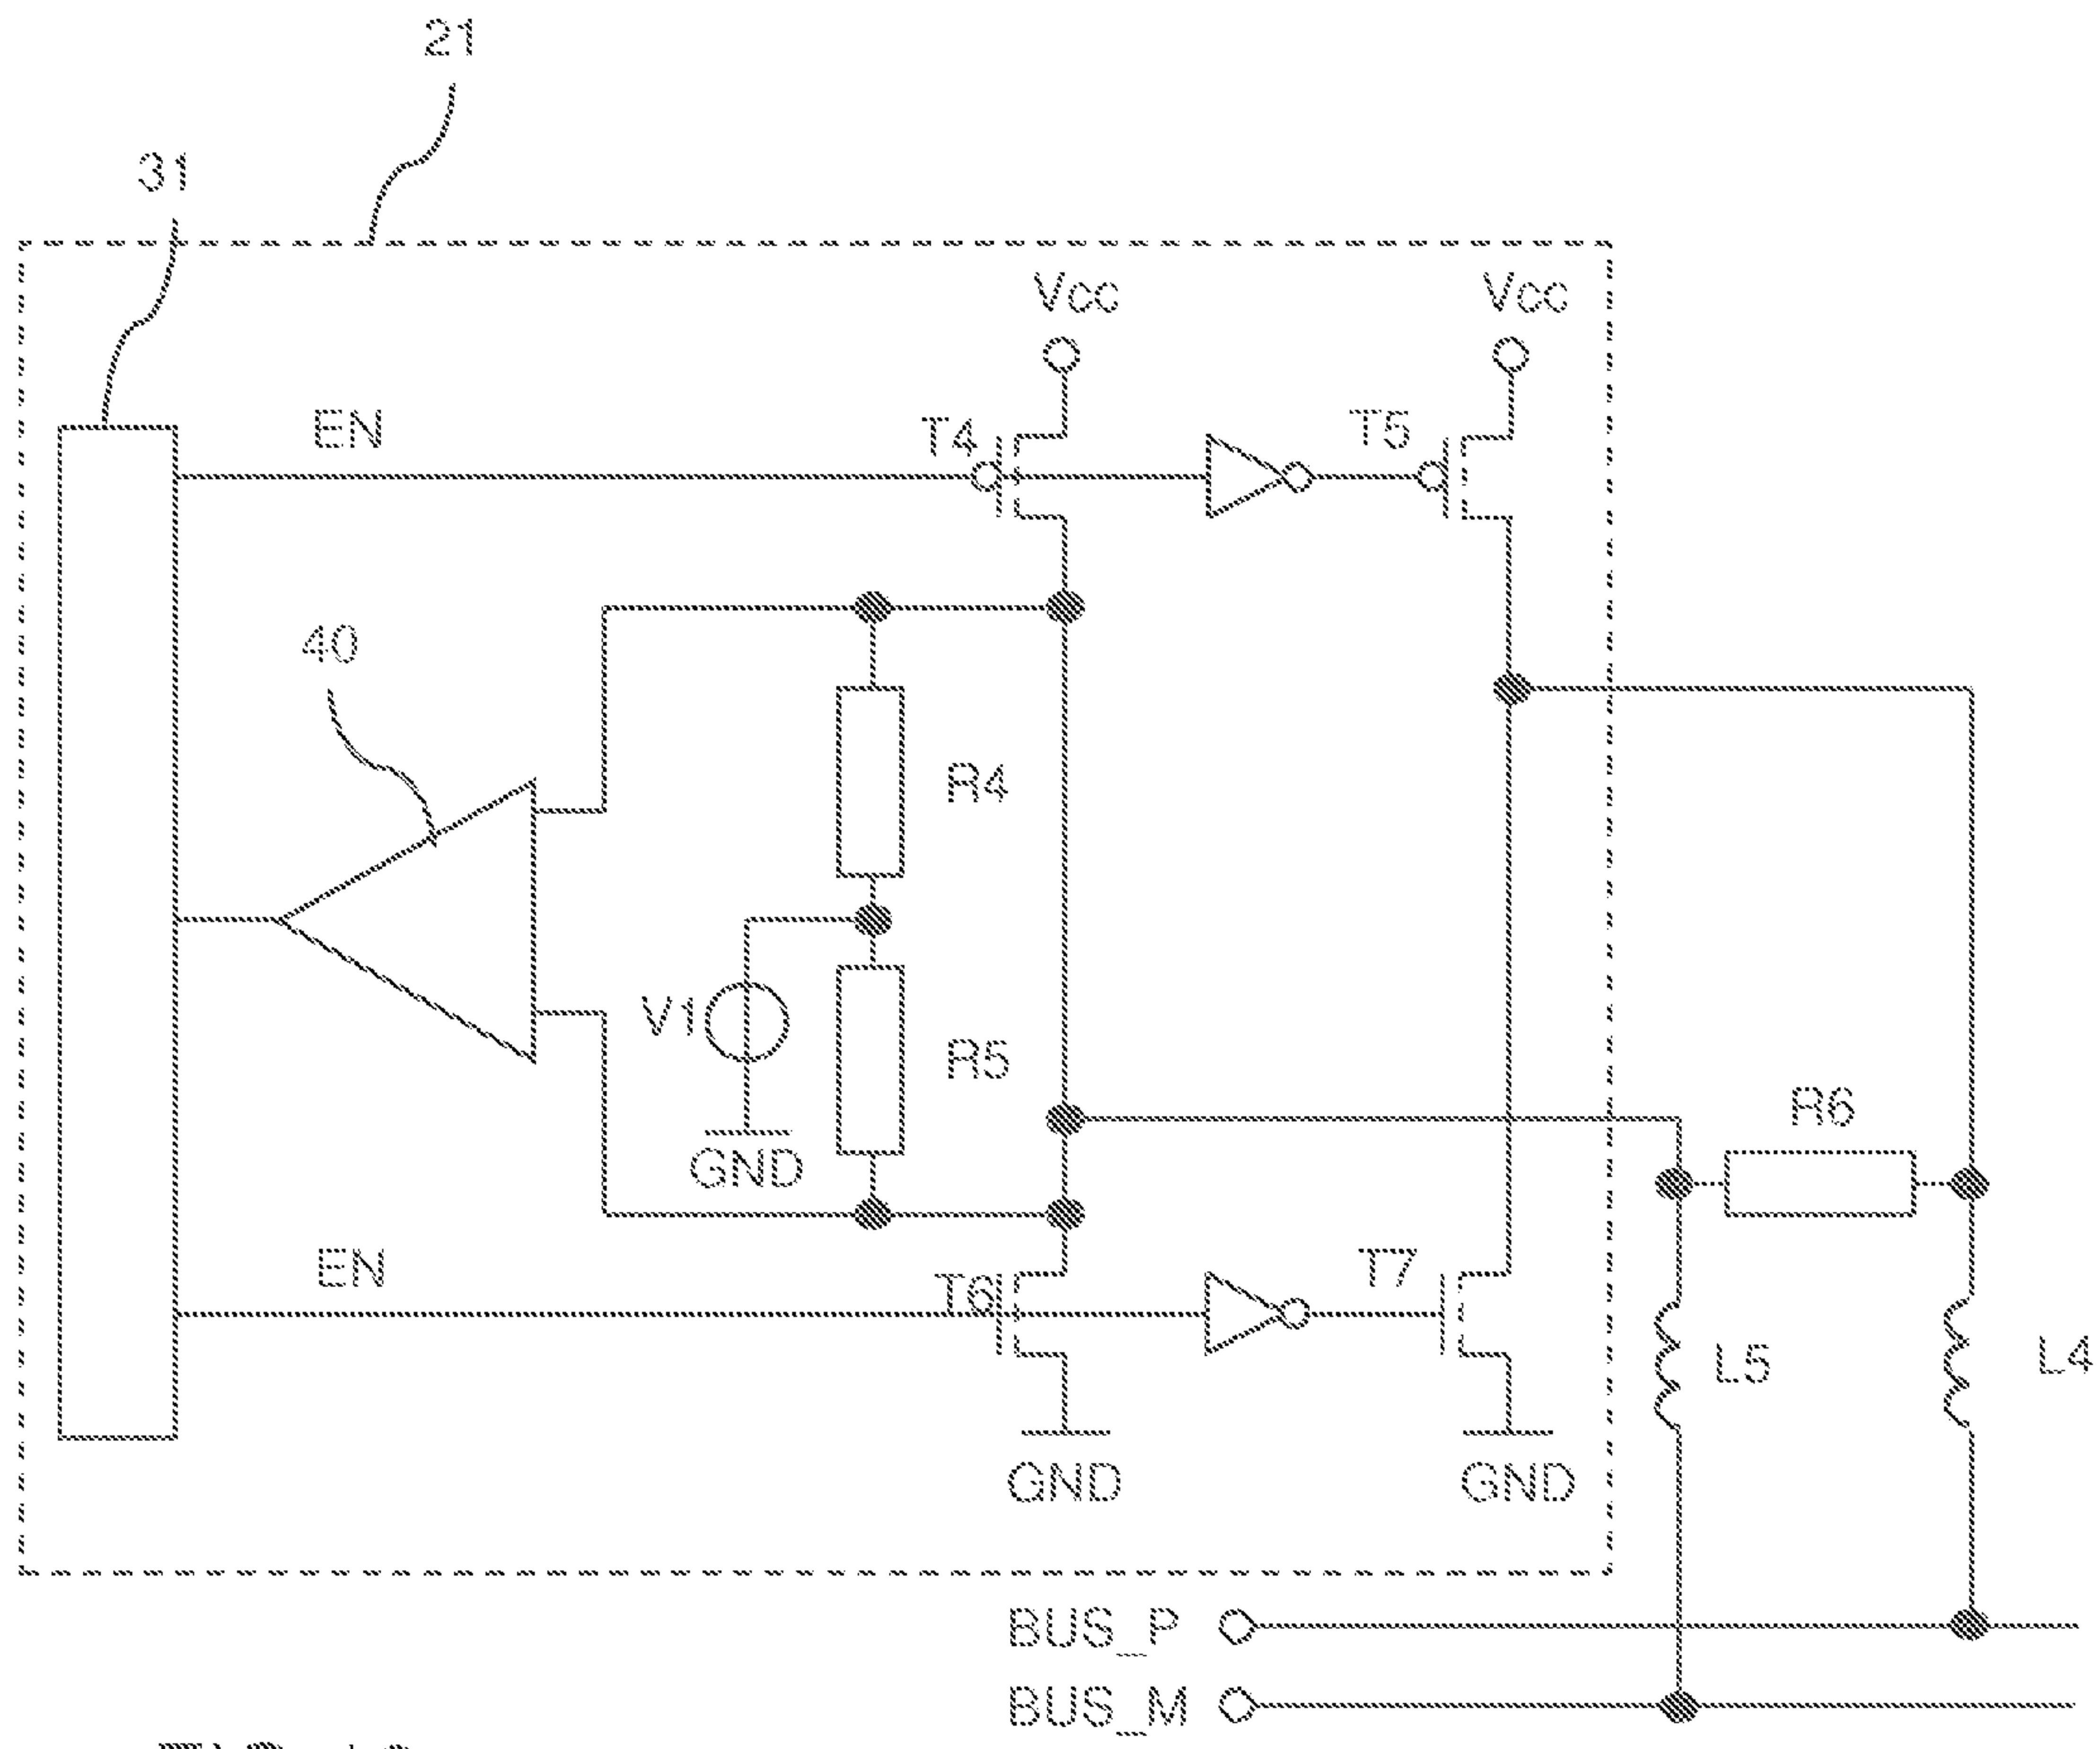 21
31
Vcc Vcc
EN T4 T5
40
R4
V1 R5
R6
GND
EN T6 T7
L5 L4
GND GND
BUS_P
BUS_M